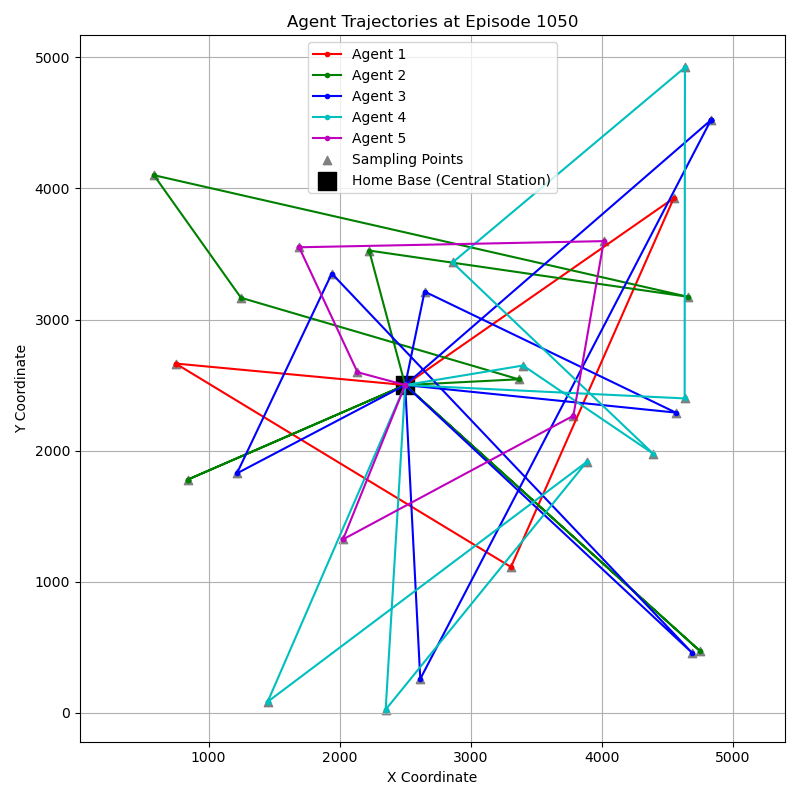 Agent Trajectories at Episode 1050
Agent 1
Agent 2
Agent 3
Agent 4
Agent 5
Sampling Points
Home Base (Central Station)
Y Coordinate
5000
4000
3000
2000
1000
0
1000 2000 3000 4000 5000
X Coordinate